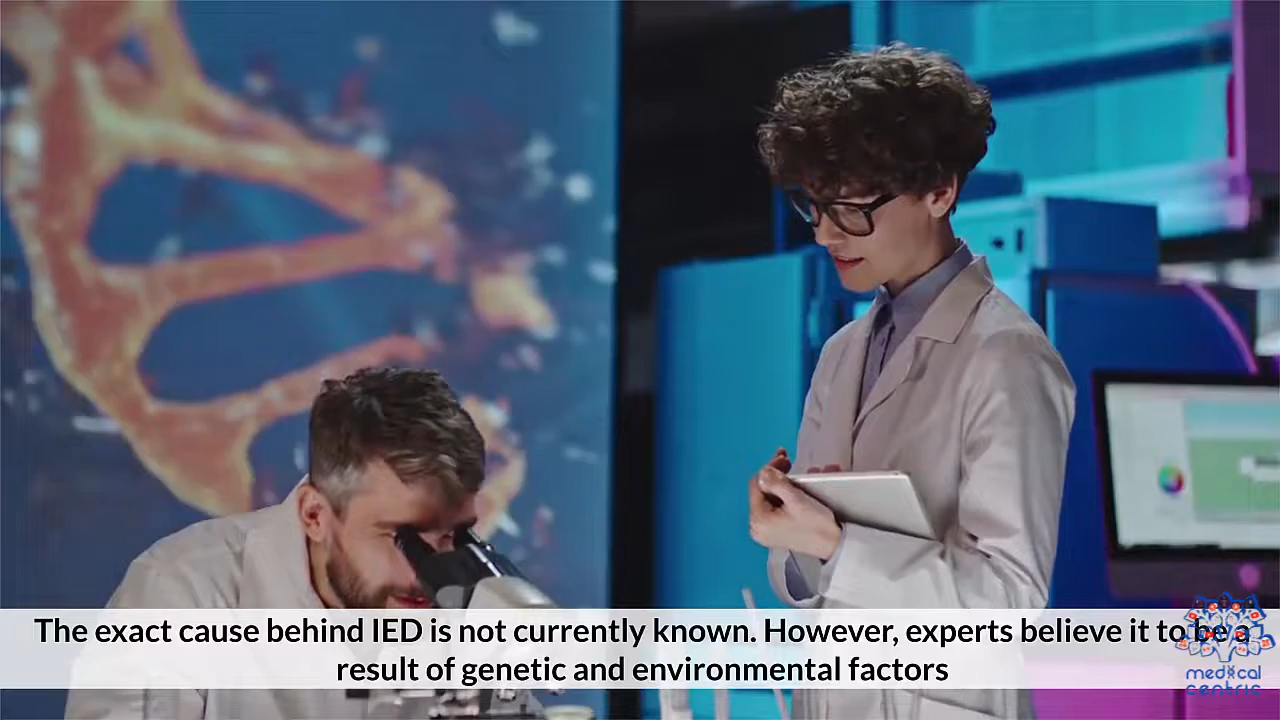 The exact cause behind IED is not currently known. However, experts believe it to be a
result of genetic and environmental factors
medical
centric